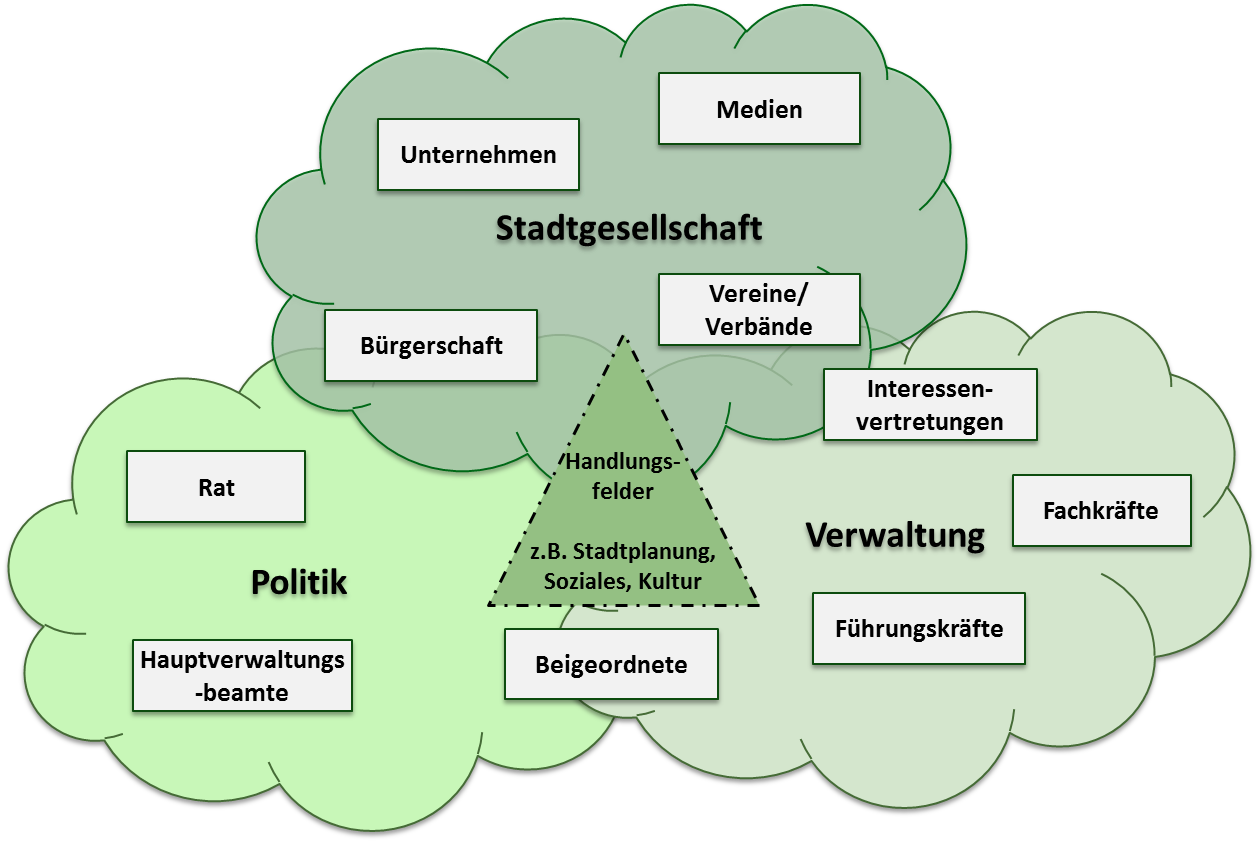 Medien
Unternehmen
Stadtgesellschaft
Vereine/
Verbände
Bürgerschaft
Interessen-
vertretungen
Handlungs-
felder
z.B. Stadtplanung,
Soziales, Kultur
Rat
Politik
Hauptverwaltungs
-beamte
Fachkräfte
Verwaltung
Führungskräfte
Beigeordnete